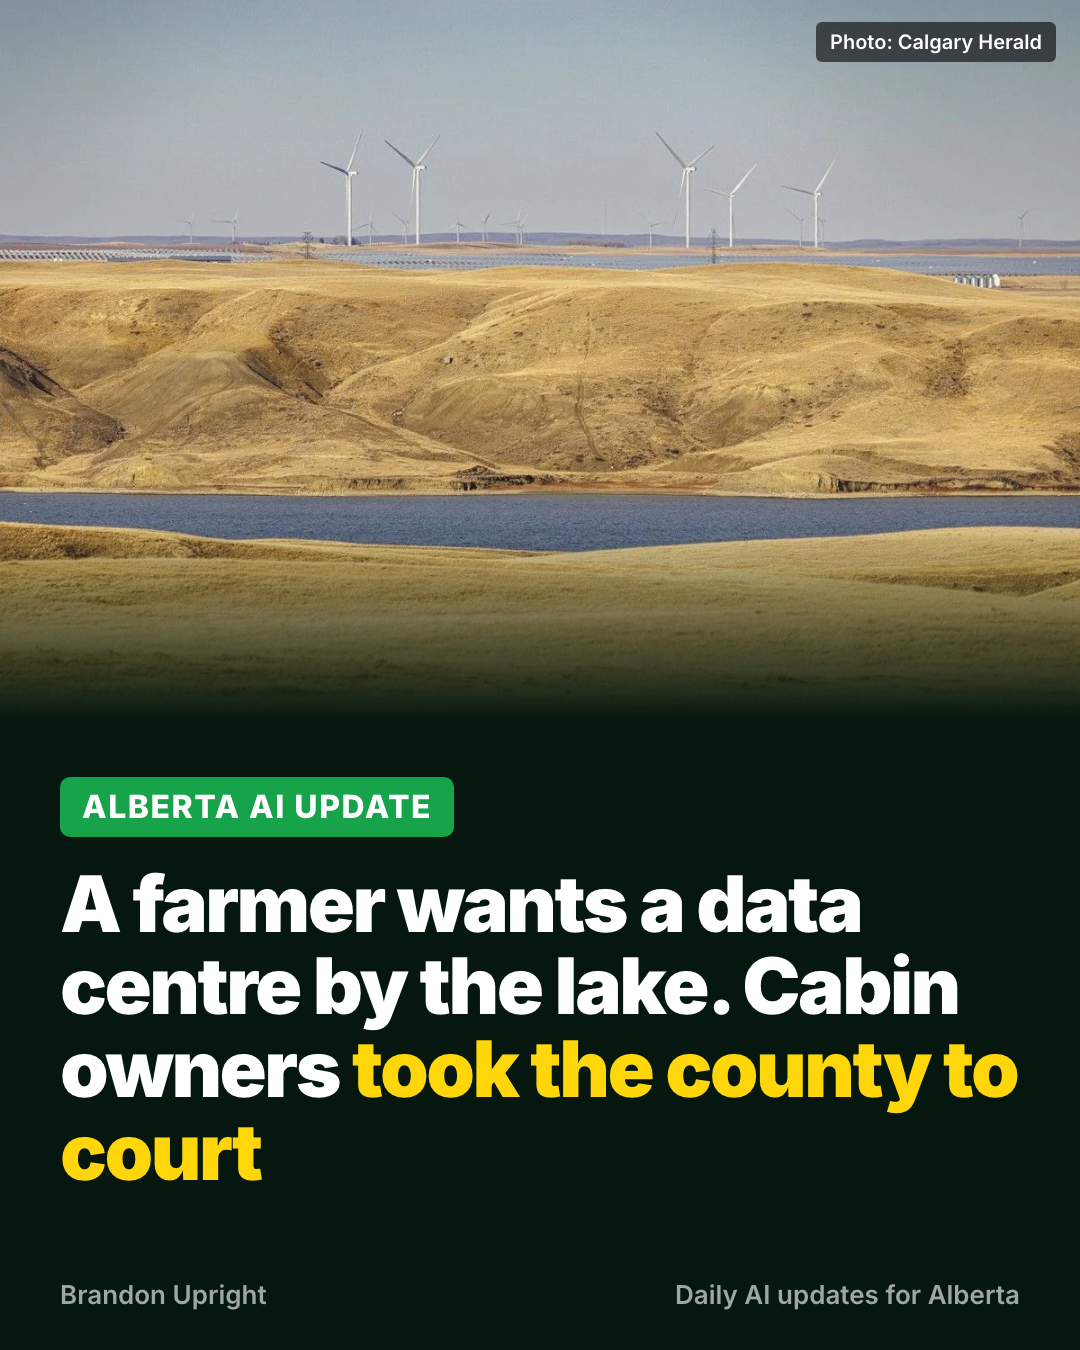 Photo: Calgary Herald
ALBERTA AI UPDATE
A farmer wants a data
centre by the lake. Cabin
owners took the county to
court
Brandon Upright
Daily AI updates for Alberta